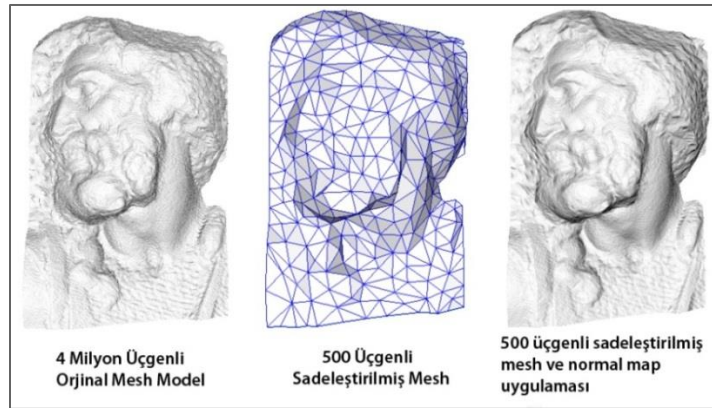 4 Milyon Üçgenli
Orjinal Mesh Model
500 Üçgenli
Sadeleştirilmiş Mesh
500 üçgenli sadeleştirilmiş
mesh ve normal map
uygulaması